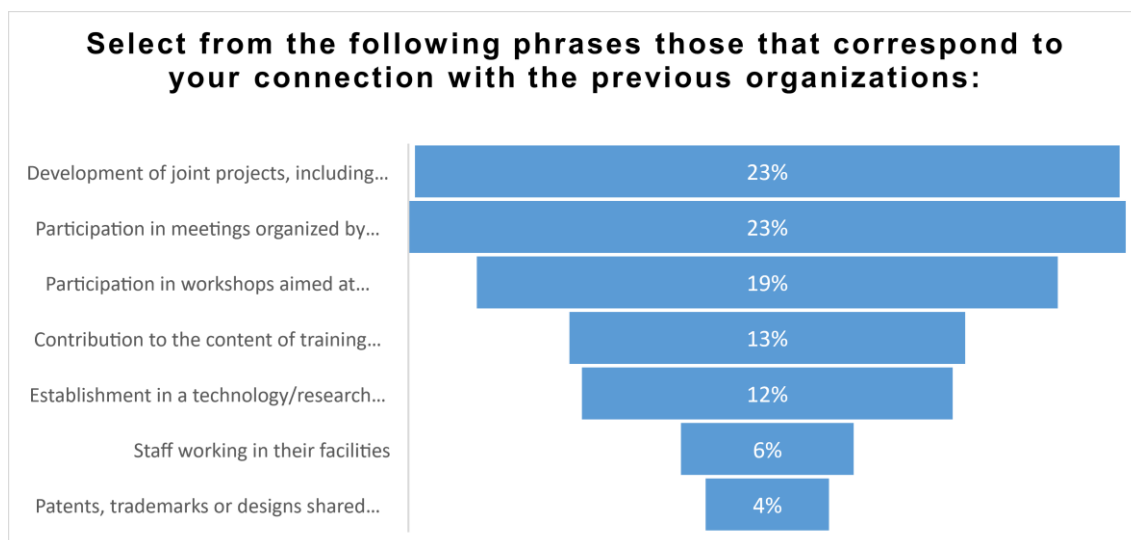 Select from the following phrases those that correspond to
your connection with the previous organizations:
Development of joint projects, including... 23%
Participation in meetings organized by... 23%
Participation in workshops aimed at... 19%
Contribution to the content of training... 13%
Establishment in a technology/research... 12%
Staff working in their facilities 6%
Patents, trademarks or designs shared... 4%